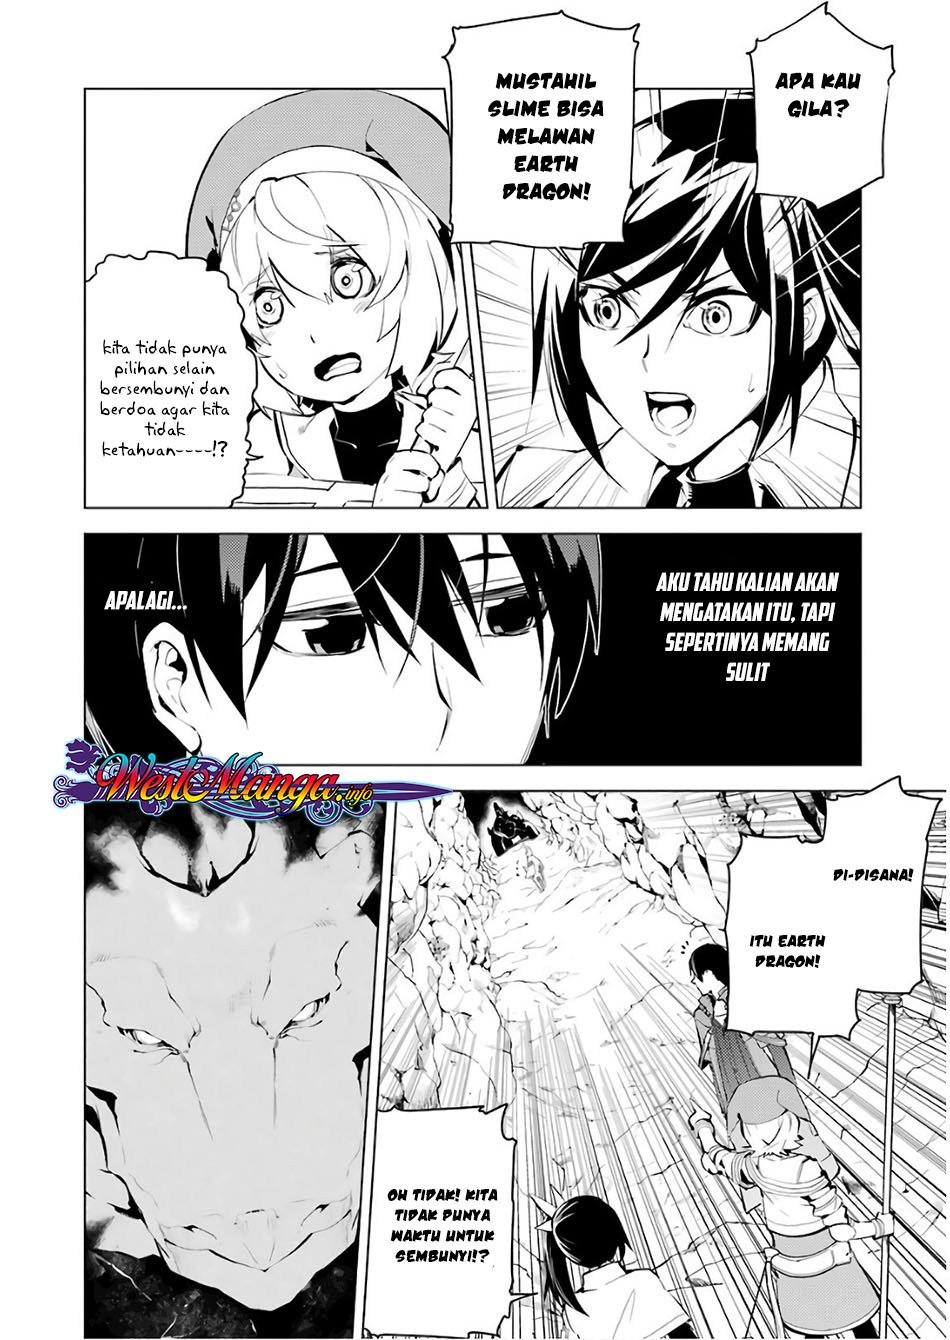 APA KAU
GILA?
MUSTAHIL
SLIME BISA
MELAWAN
EARTH
DRAGON!
kita tidak punya
pilihan selain
bersembunyi dan
berdoa agar kita
tidak
ketahuan----!?
AKU TAHU KALIAN AKAN
MENGATAKAN ITU, TAPI
SEPERTINYA MEMANG
SULIT
APALAGI...
WestManga.info
DI-DISANA!
ITU EARTH
DRAGON!
OH TIDAK! KITA
TIDAK PUNYA
WAKTU UNTUK
SEMBUNYI!?